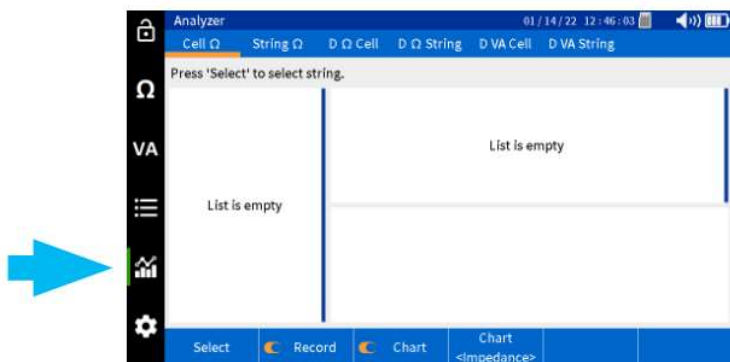 Analyzer 01/14/22 12:46:03
Cell Ω String Ω D Ω Cell D Ω String D VA Cell D VA String
Press 'Select' to select string.
Ω
VA
List is empty
List is empty
Select Record Chart Chart
<Impedance>